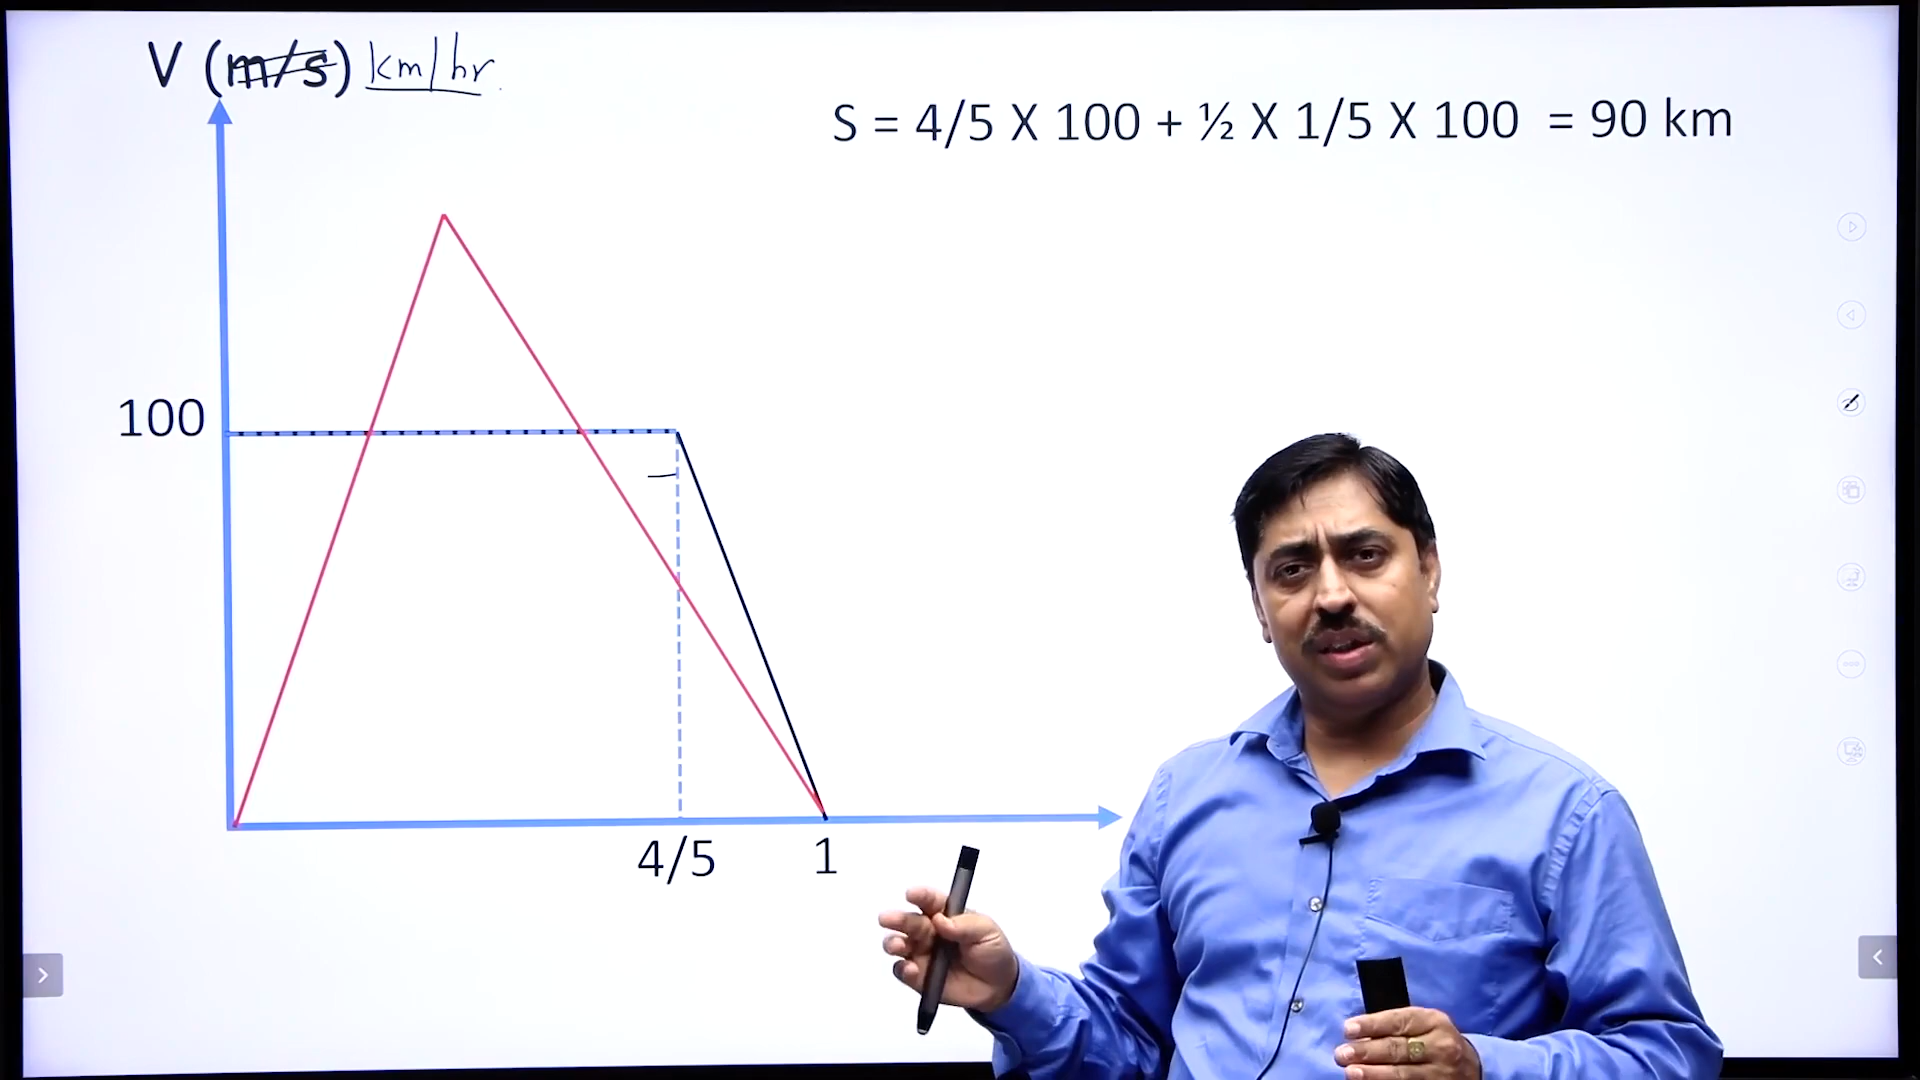 V (m/s) km/hr
S = 4/5 X 100 + ½ X 1/5 X 100 = 90 km
100
4/5
1